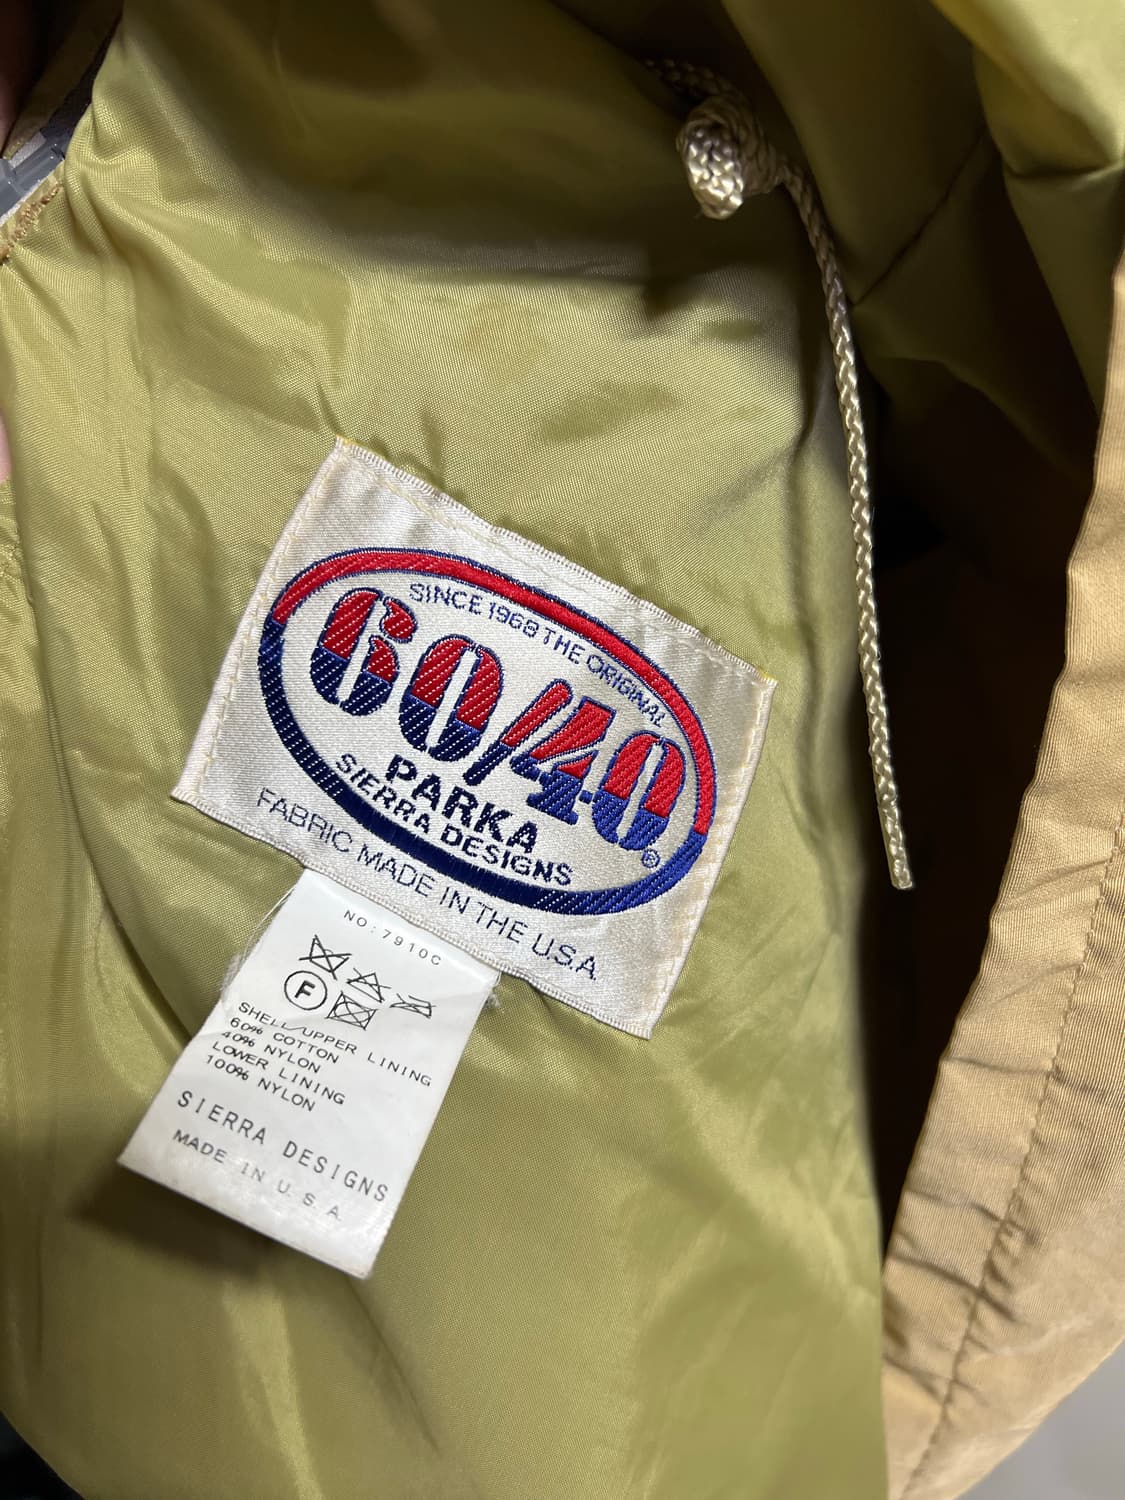 SINCE 1968 THE ORIGINAL
60/40®
PARKA
SIERRA DESIGNS
FABRIC MADE IN THE U.S.A
NO:7910C
F
SHELL/UPPER LINING
60% COTTON
40% NYLON
LOWER LINING
100% NYLON
SIERRA DESIGNS
MADE IN U.S.A.